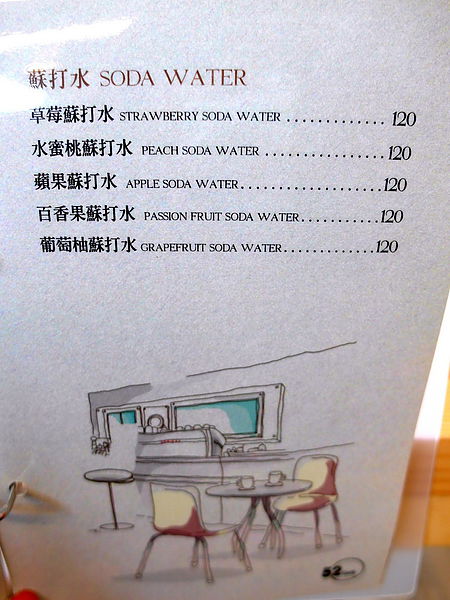 蘇打水 SODA WATER
草莓蘇打水 STRAWBERRY SODA WATER ............. 120
水蜜桃蘇打水 PEACH SODA WATER ................ 120
蘋果蘇打水 APPLE SODA WATER.................... 120
百香果蘇打水 PASSION FRUIT SODA WATER........... 120
葡萄柚蘇打水 GRAPEFRUIT SODA WATER............. 120
52